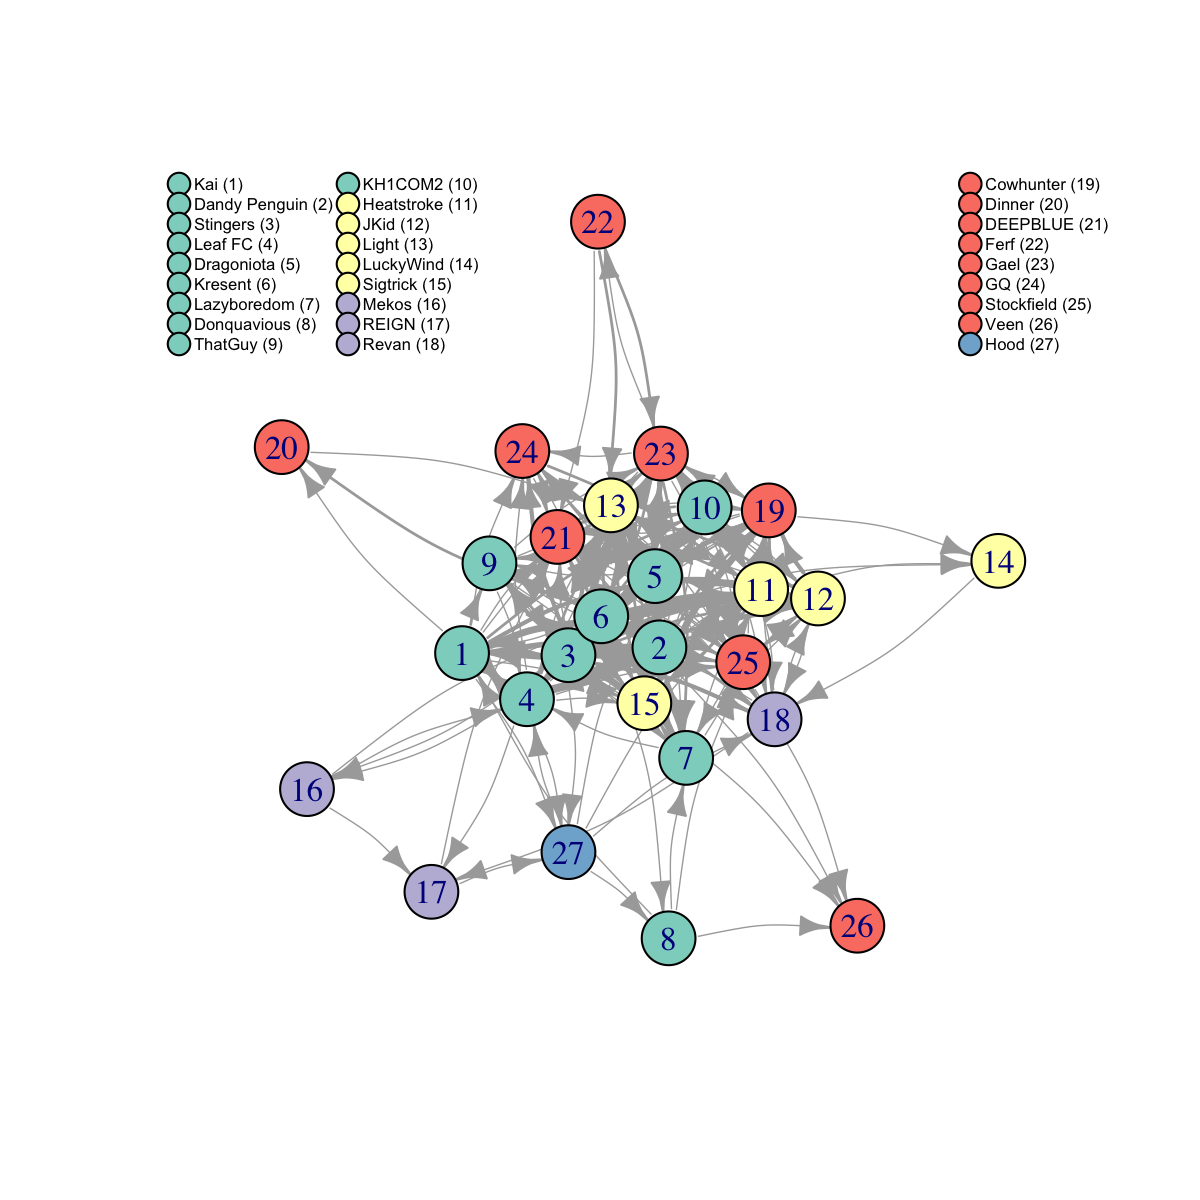 Kai (1)
Dandy Penguin (2)
Stingers (3)
Leaf FC (4)
Dragoniota (5)
Kresent (6)
Lazyboredom (7)
Donquavious (8)
ThatGuy (9)
KH1COM2 (10)
Heatstroke (11)
JKid (12)
Light (13)
LuckyWind (14)
Sigtrick (15)
Mekos (16)
REIGN (17)
Revan (18)
Cowhunter (19)
Dinner (20)
DEEPBLUE (21)
Ferf (22)
Gael (23)
GQ (24)
Stockfield (25)
Veen (26)
Hood (27)
22
20
24
23
13
10
19
21
9
5
14
11
12
6
1
3
2
25
4
15
18
7
16
27
17
8
26